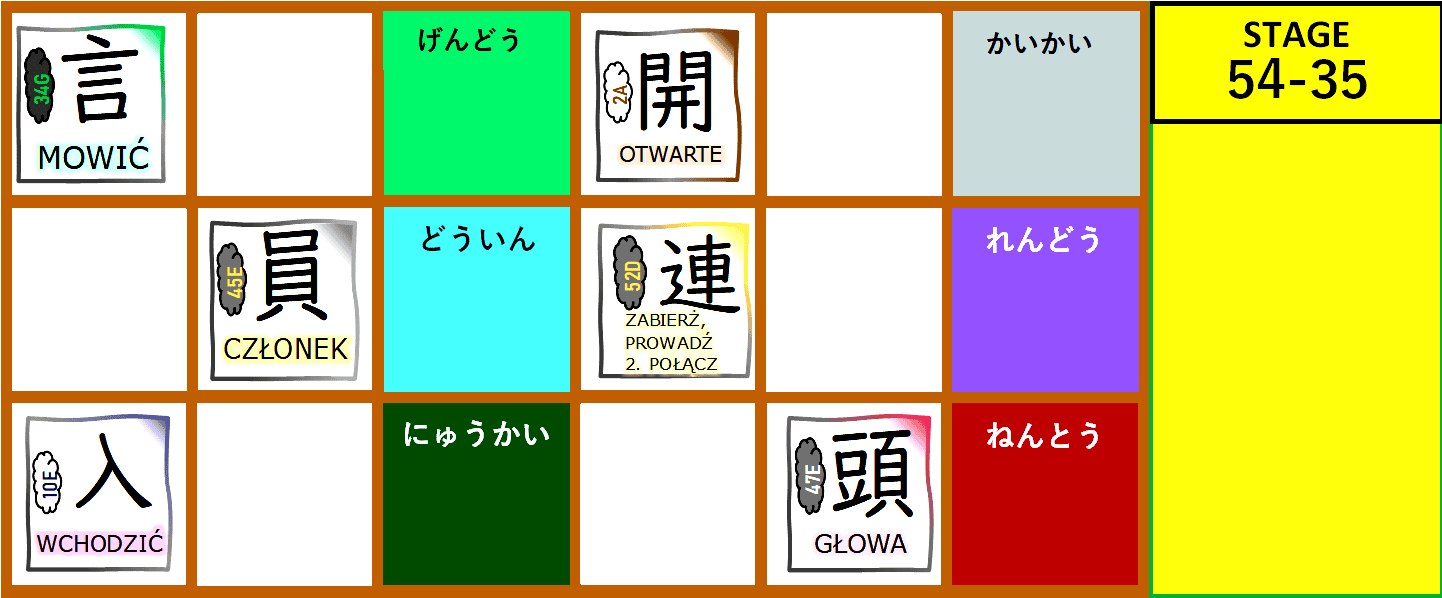 34G
言
MOWIĆ
げんどう
2A
開
OTWARTE
かいかい
STAGE
54-35
45E
員
CZŁONEK
どういん
52D
連
ZABIERŻ,
PROWADŹ
2. POŁĄCZ
れんどう
10E
入
WCHODZIĆ
にゅうかい
47E
頭
GŁOWA
ねんとう